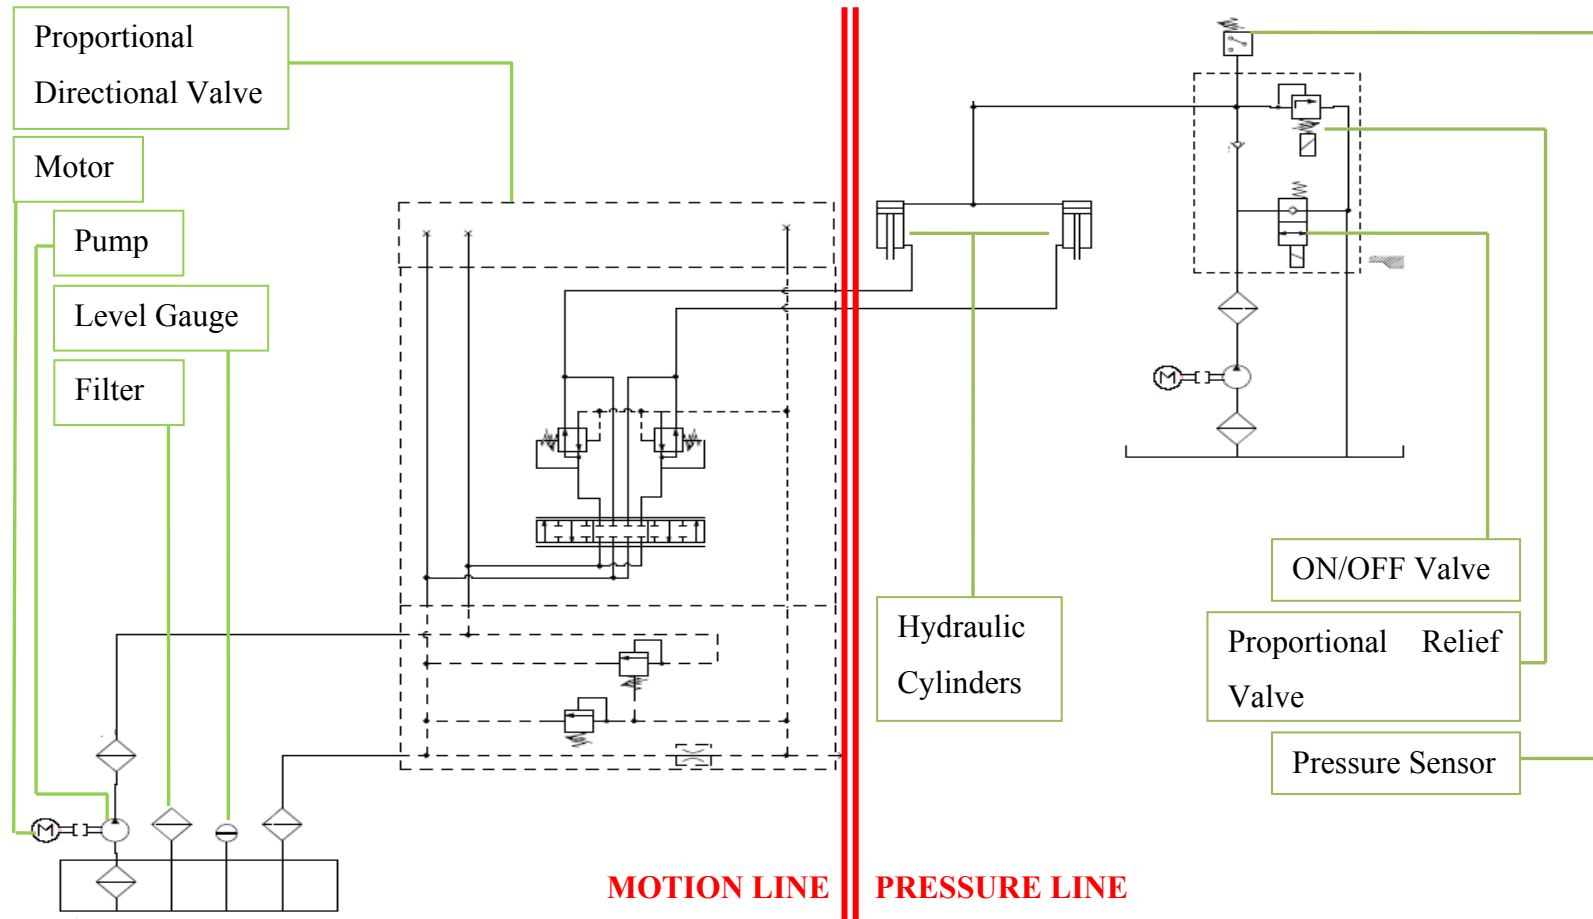 Proportional
Directional Valve
Motor
Pump
Level Gauge
Filter
M
M
Hydraulic
Cylinders
ON/OFF Valve
Proportional Relief
Valve
Pressure Sensor
MOTION LINE
PRESSURE LINE